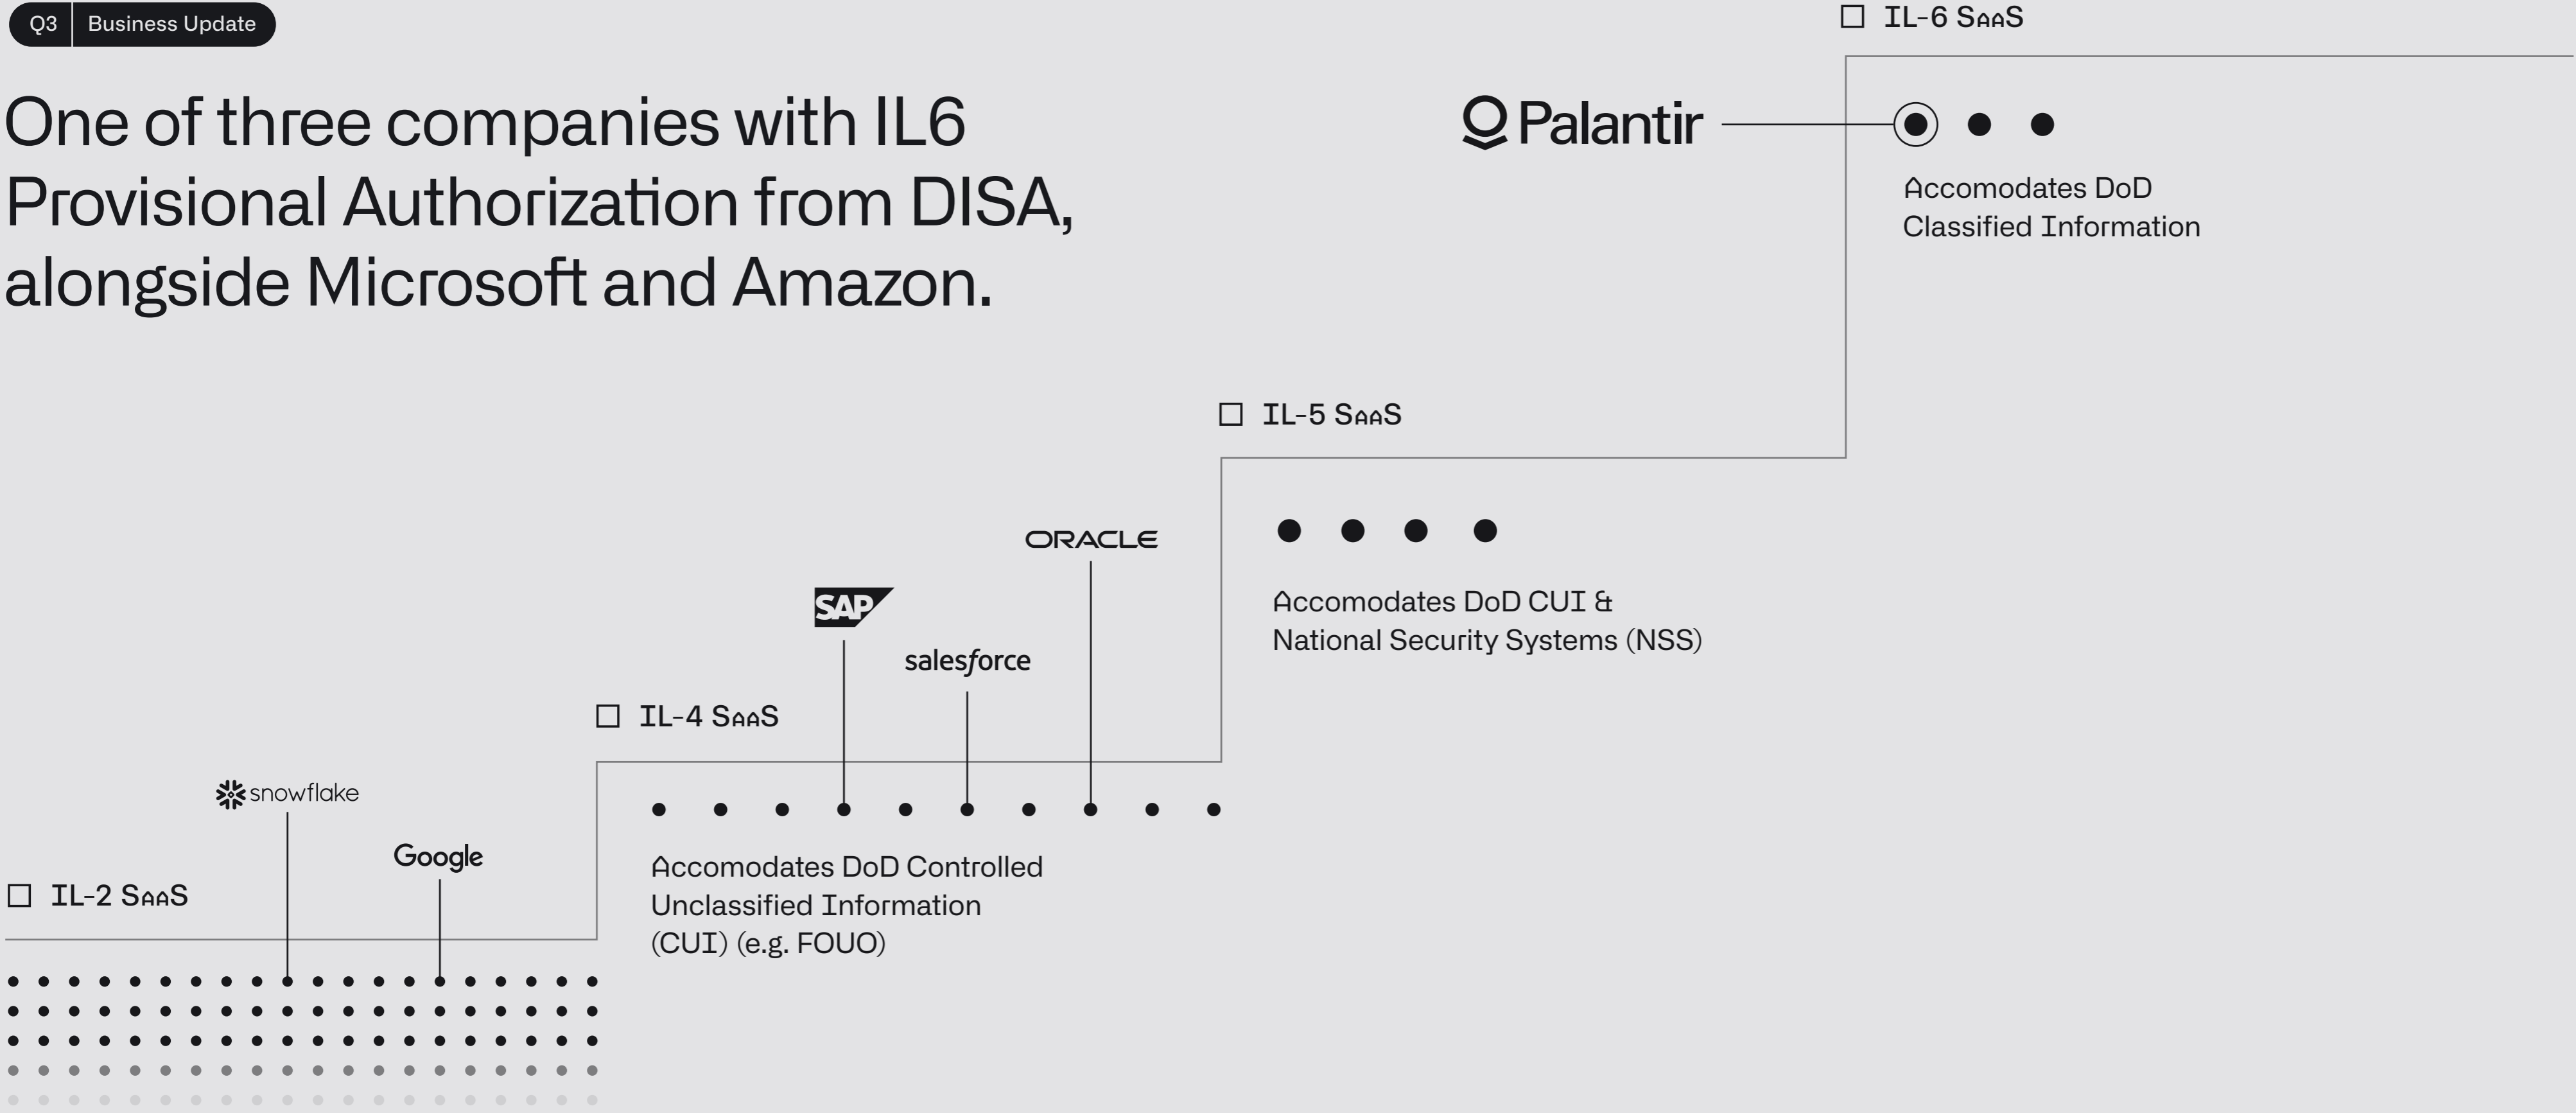 Q3 Business Update
One of three companies with IL6
Provisional Authorization from DISA,
alongside Microsoft and Amazon.
IL-6 SaaS
Palantir
Accomodates DoD
Classified Information
IL-5 SaaS
Accomodates DoD CUI &
National Security Systems (NSS)
ORACLE
SAP
salesforce
IL-4 SaaS
Accomodates DoD Controlled
Unclassified Information
(CUI) (e.g. FOUO)
snowflake
Google
IL-2 SaaS